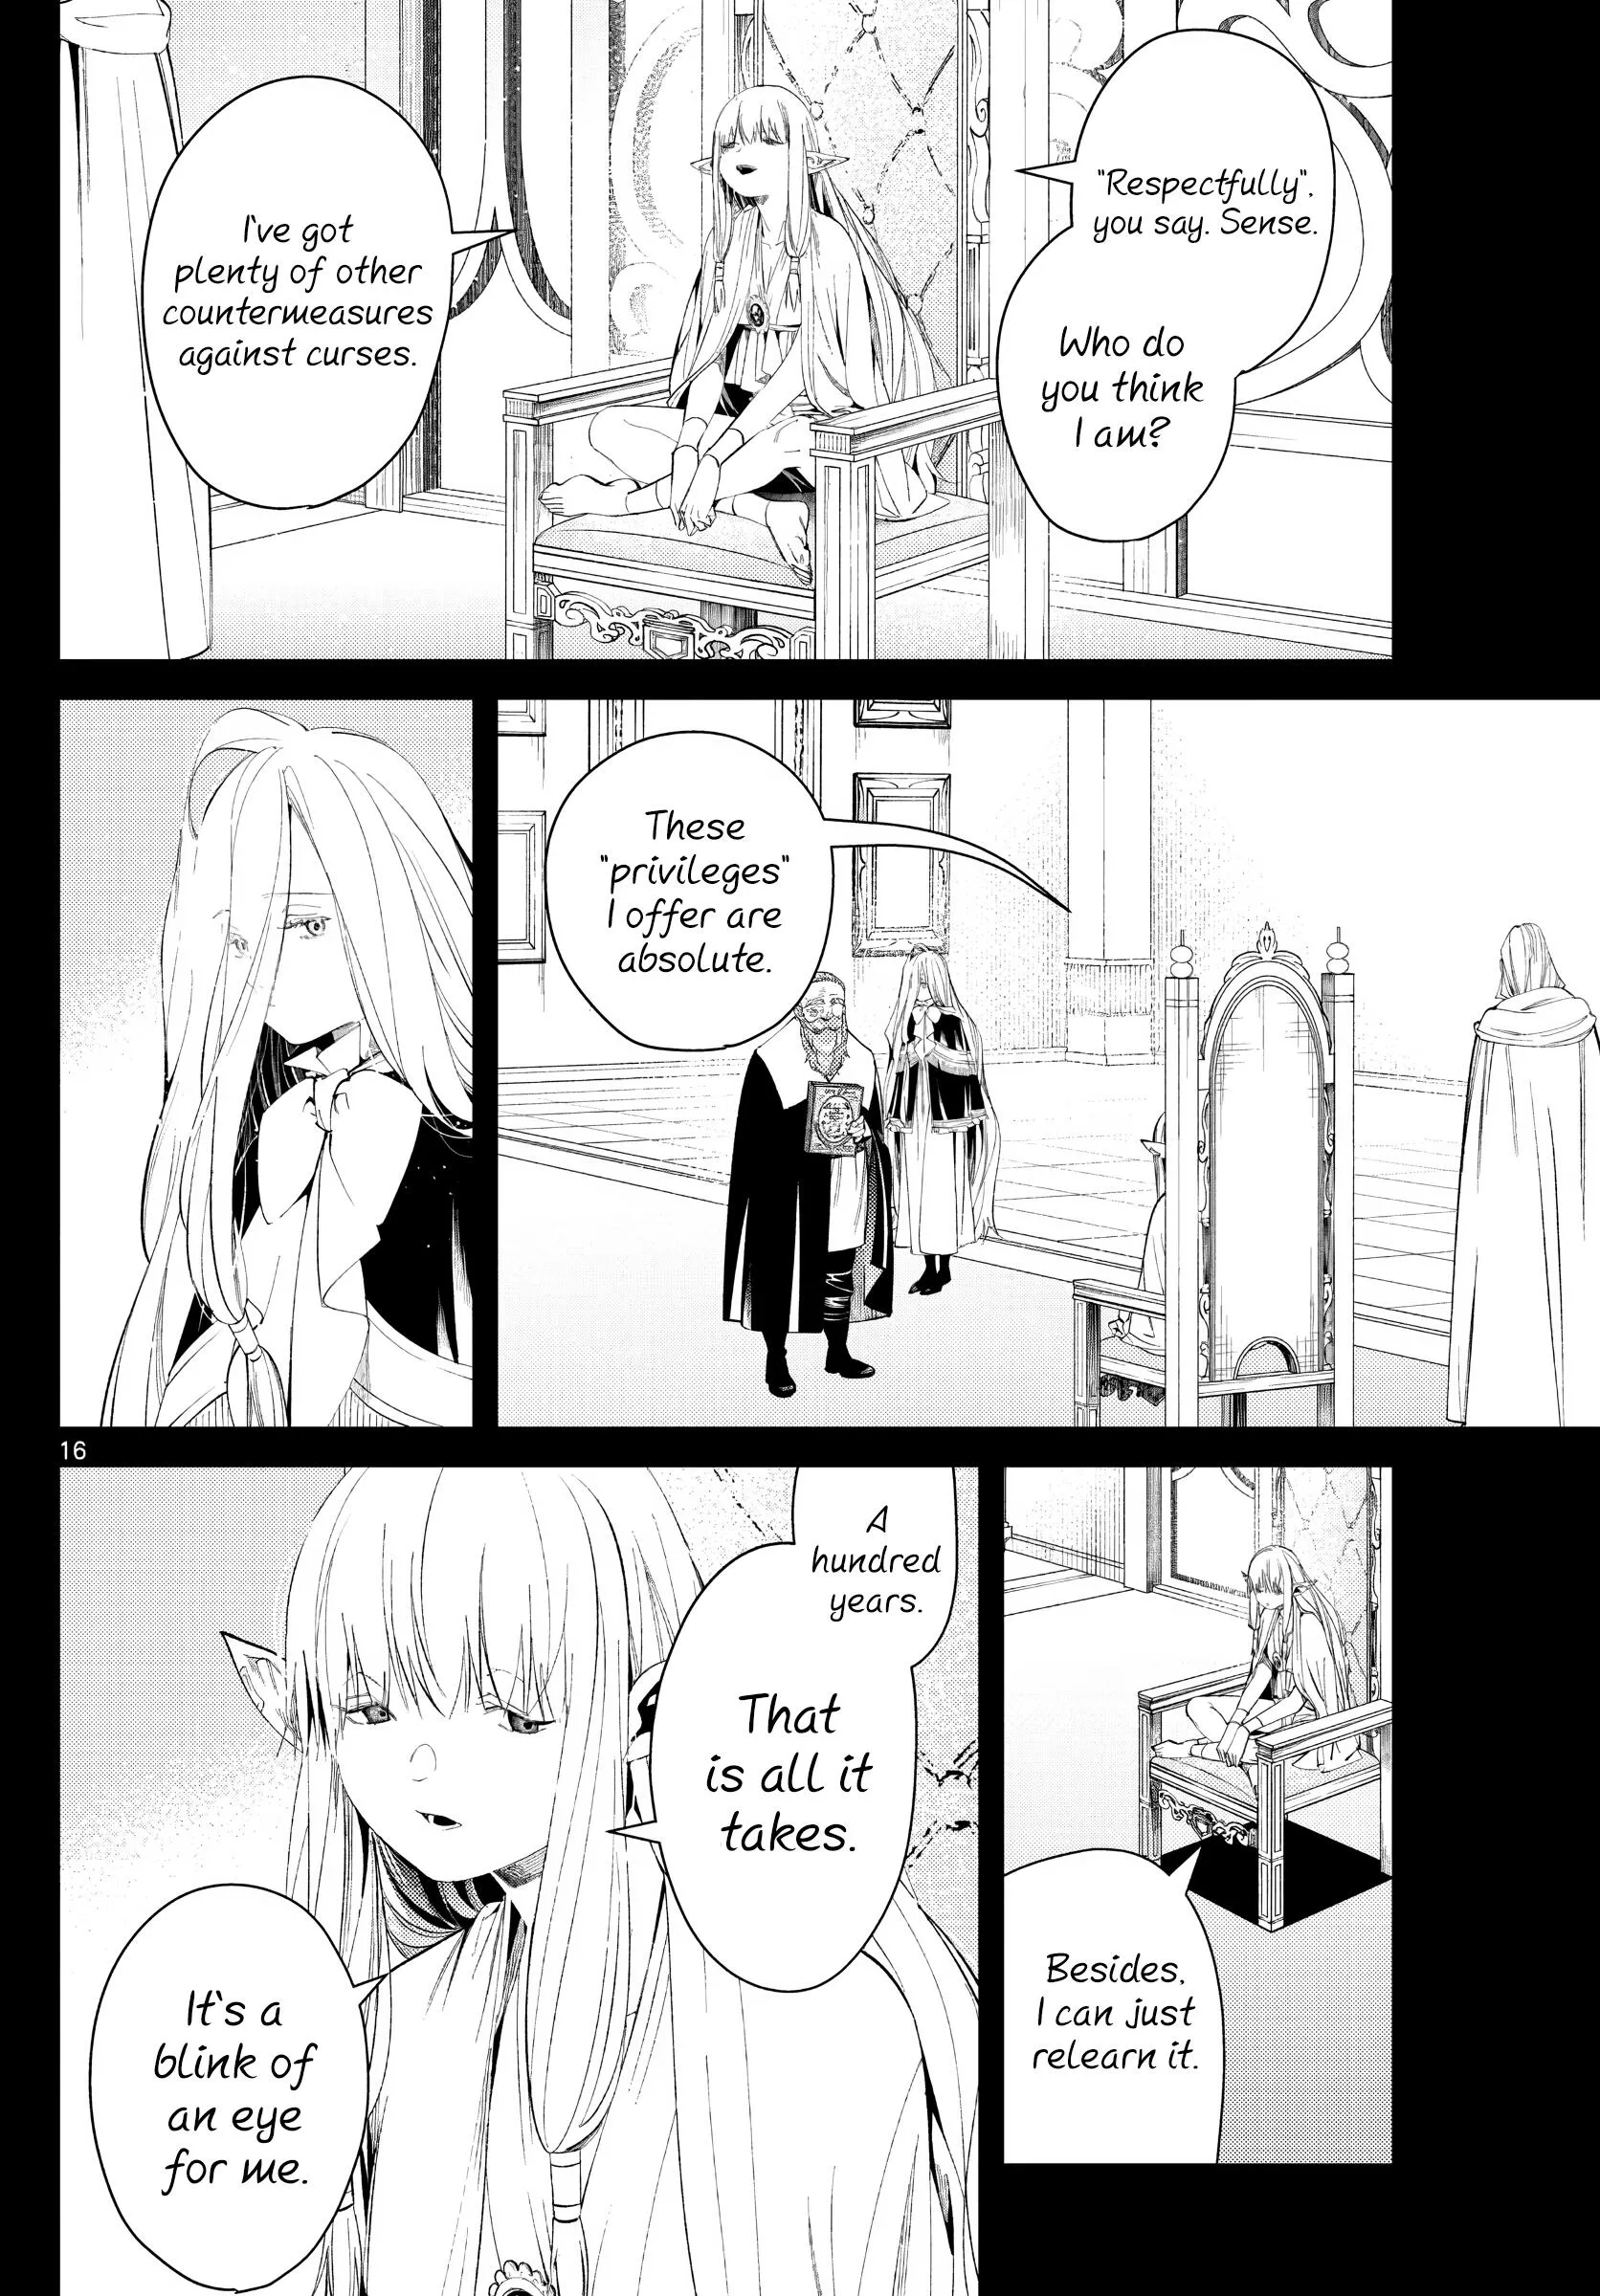 "Respectfully",
you say. Sense.
Who do
you think
I am?
I've got
plenty of other
countermeasures
against curses.
These
"privileges"
I offer are
absolute.
16
Besides,
I can just
relearn it.
A
hundred
years.
That
is all it
takes.
It's a
blink of
an eye
for me.